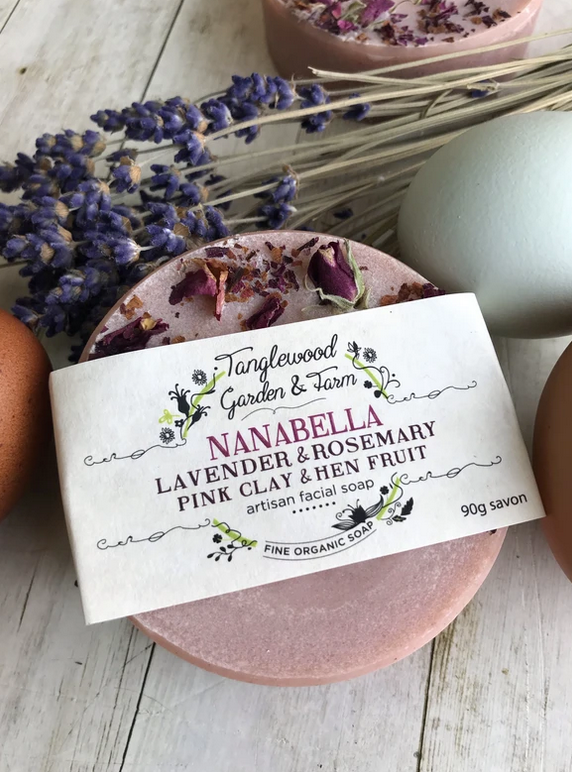 Tanglewood
Garden & Farm
NANABELLA
LAVENDER & ROSEMARY
PINK CLAY & HEN FRUIT
artisan facial soap
90g savon
FINE ORGANIC SOAP